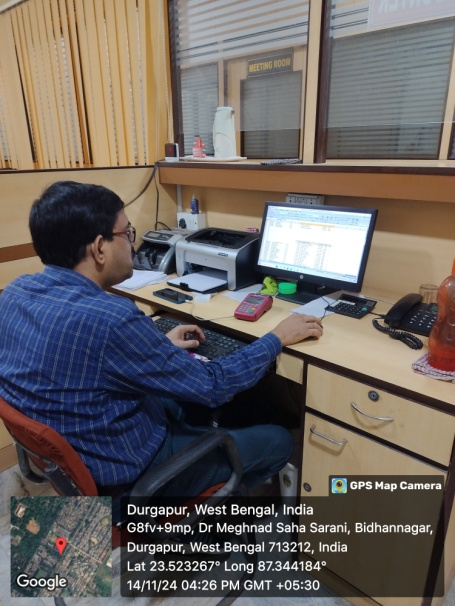 MEETING ROOM
GPS Map Camera
Durgapur, West Bengal, India
G8fv+9mp, Dr Meghnad Saha Sarani, Bidhannagar,
Durgapur, West Bengal 713212, India
Lat 23.523267° Long 87.344184°
14/11/24 04:26 PM GMT +05:30
Google